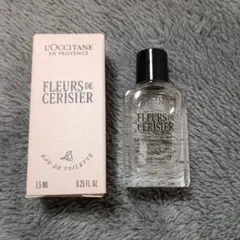 L'OCCITANE
EN PROVENCE
FLEURS DE
CERISIER
EAU DE TOILETTE
7,5 ML 0.25 FL. OZ.
L'OCCITANE
FLEURS DE
CERISIER